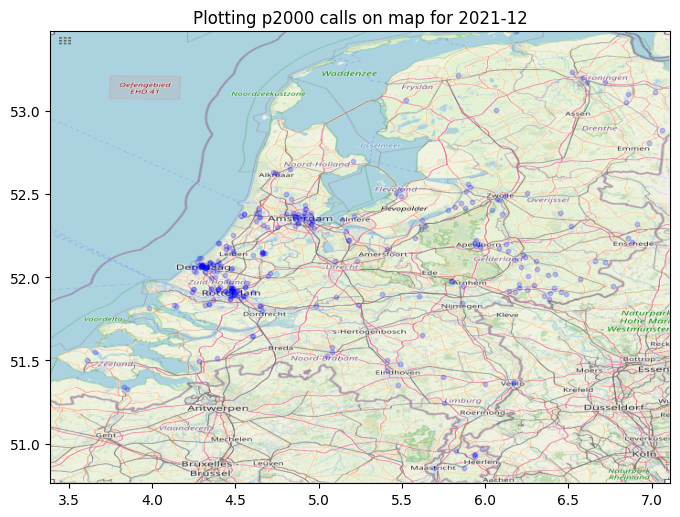 Plotting p2000 calls on map for 2021-12
Oefengebied
EHD 41
Waddenzee
Noordzeekustzone
Fryslân
Groningen
Assen
Drenthe
Emmen
IJsselmeer
Noord-Holland
Alkmaar
Flevoland
Flevopolder
Zwolle
Overijssel
Amsterdam
Almere
Leiden
Amersfoort
Apeldoorn
Enschede
Den Haag
Utrecht
Ede
Gelderland
Arnhem
Zuid-Holland
Rotterdam
Dordrecht
Nijmegen
Kleve
Voordelta
's-Hertogenbosch
Naturpark
Hohe Mark
Westmünster
Zeeland
Breda
Noord-Brabant
Eindhoven
Venlo
Moers
Bottrop
Essen
Krefeld
Limburg
Roermond
Düsseldorf
Antwerpen
Vlaanderen
Gent
Mechelen
Leverkusen
Köln
Bruxelles -
Brussel
Leuven
Maastricht
Heerlen
Aachen
Naturpark
Rheinland
53.0
52.5
52.0
51.5
51.0
3.5
4.0
4.5
5.0
5.5
6.0
6.5
7.0